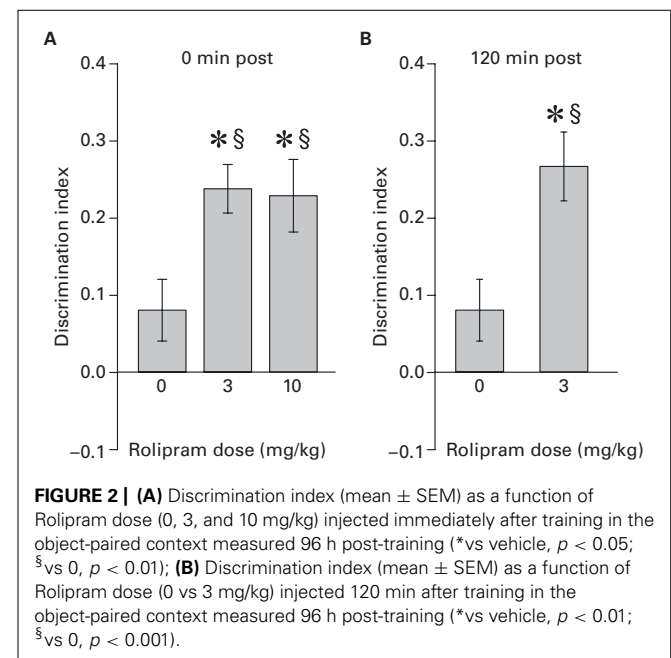 A
0 min post
0.4
0.3
0.2
0.1
0.0
−0.1
Discrimination index
* §
* §
0 3 10
Rolipram dose (mg/kg)
B
120 min post
0.4
0.3
0.2
0.1
0.0
−0.1
Discrimination index
* §
0 3
Rolipram dose (mg/kg)
FIGURE 2 | (A) Discrimination index (mean ± SEM) as a function of
Rolipram dose (0, 3, and 10 mg/kg) injected immediately after training in the
object-paired context measured 96 h post-training (*vs vehicle, p < 0.05;
§vs 0, p < 0.01); (B) Discrimination index (mean ± SEM) as a function of
Rolipram dose (0 vs 3 mg/kg) injected 120 min after training in the
object-paired context measured 96 h post-training (*vs vehicle, p < 0.01;
§vs 0, p < 0.001).